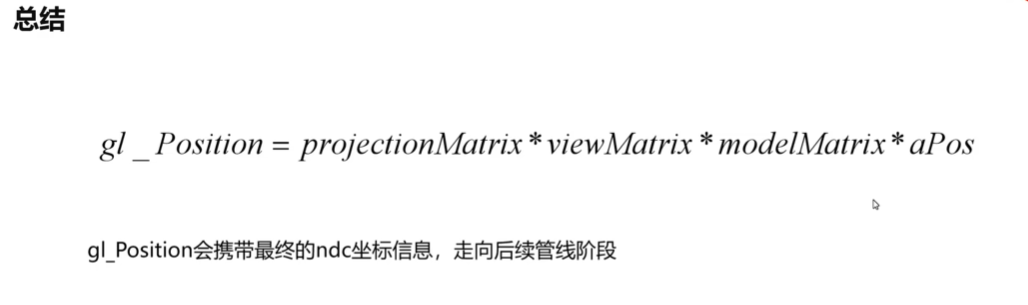 总结
gl _ Position = projectionMatrix * viewMatrix * modelMatrix * aPos
gl_Position会携带最终的ndc坐标信息，走向后续管线阶段